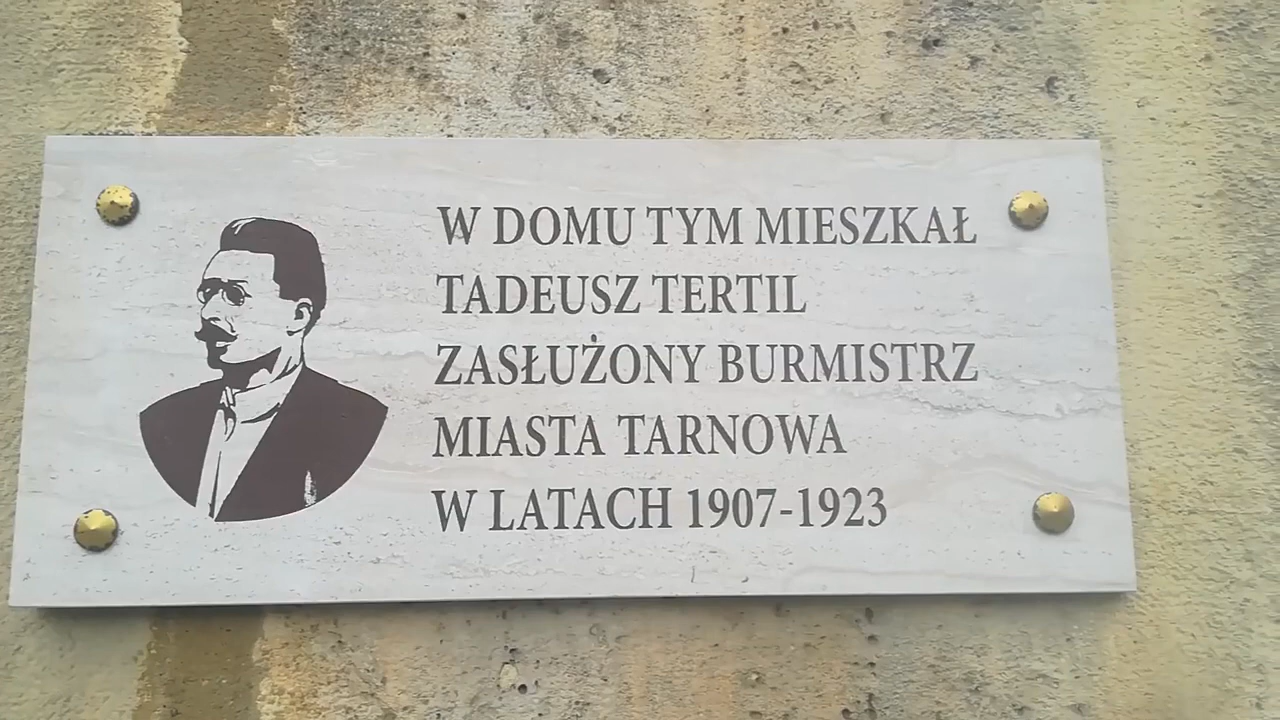 W DOMU TYM MIESZKAŁ
TADEUSZ TERTIL
ZASŁUŻONY BURMISTRZ
MIASTA TARNOWA
W LATACH 1907-1923